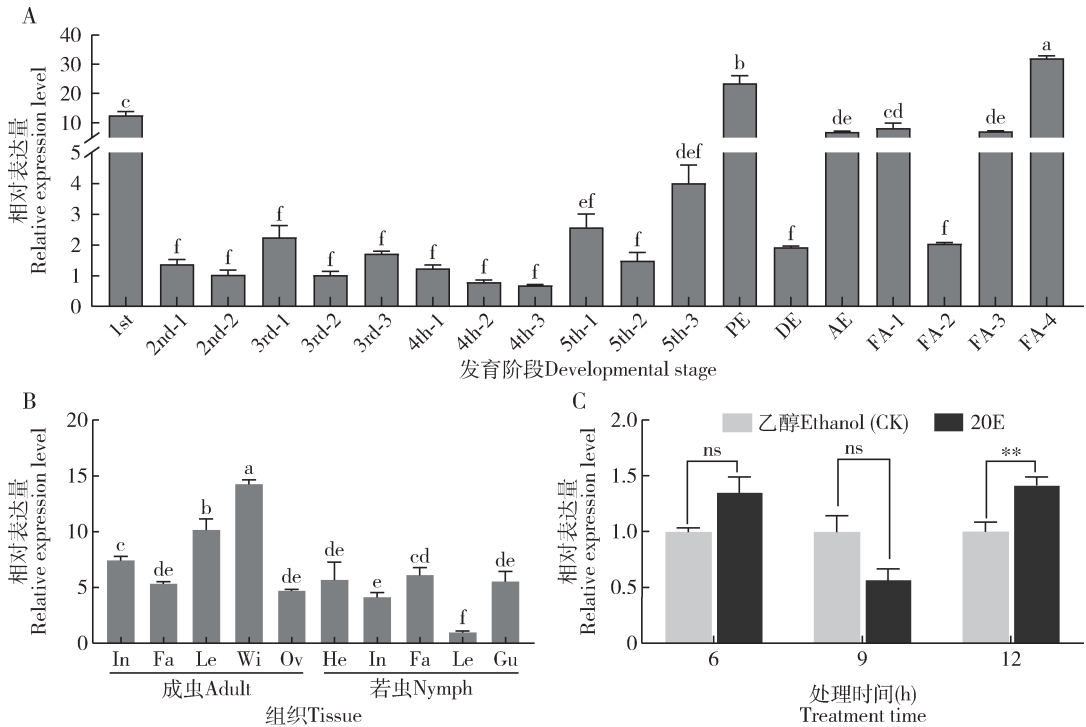 A
相对表达量
Relative expression level
40
30
20
10
5
4
3
2
1
0
c
f
f
f
f
f
f
f
f
ef
f
def
b
f
de
cd
f
de
a
1st
2nd-1
2nd-2
3rd-1
3rd-2
3rd-3
4th-1
4th-2
4th-3
5th-1
5th-2
5th-3
PE
DE
AE
FA-1
FA-2
FA-3
FA-4
发育阶段Developmental stage
B
相对表达量
Relative expression level
20
15
10
5
0
c
de
b
a
de
de
e
cd
f
de
In Fa Le Wi Ov He In Fa Le Gu
成虫Adult 若虫Nymph
组织Tissue
C
相对表达量
Relative expression level
2.0
1.5
1.0
0.5
0
乙醇Ethanol (CK) 20E
ns ns **
6 9 12
处理时间(h)
Treatment time